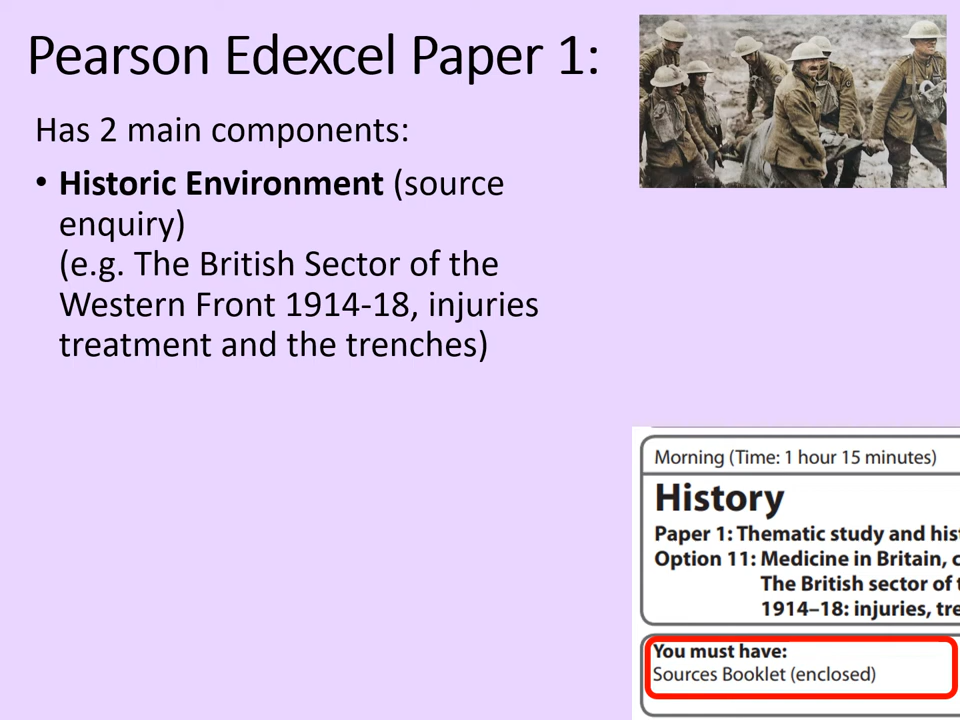 Pearson Edexcel Paper 1:
Has 2 main components:
• Historic Environment (source
enquiry)
(e.g. The British Sector of the
Western Front 1914-18, injuries
treatment and the trenches)
Morning (Time: 1 hour 15 minutes)
History
Paper 1: Thematic study and
Option 11: Medicine in Britain,
The British sector of
1914–18: injuries,
You must have:
Sources Booklet (enclosed)